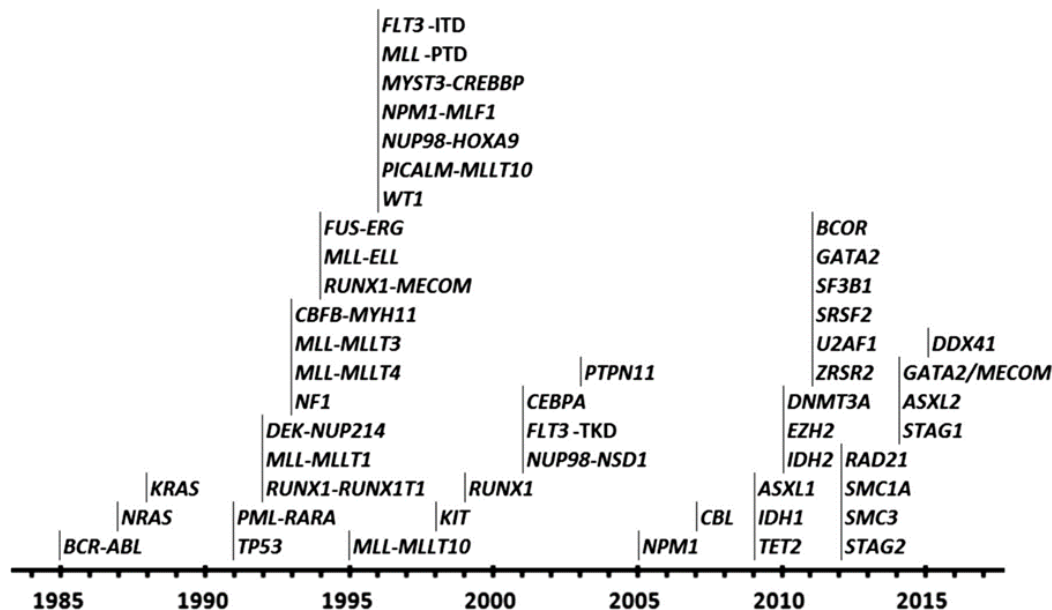 FLT3 -ITD
MLL -PTD
MYST3-CREBBP
NPM1-MLF1
NUP98-HOXA9
PICALM-MLLT10
WT1
FUS-ERG
MLL-ELL
RUNX1-MECOM
CBFB-MYH11
MLL-MLLT3
MLL-MLLT4
NF1
DEK-NUP214
MLL-MLLT1
RUNX1-RUNX1T1
KRAS
NRAS
BCR-ABL
PML-RARA
TP53
MLL-MLLT10
KIT
RUNX1
CEBPA
FLT3 -TKD
NUP98-NSD1
PTPN11
NPM1
CBL
BCOR
GATA2
SF3B1
SRSF2
U2AF1
ZRSR2
DNMT3A
EZH2
IDH2
ASXL1
IDH1
TET2
DDX41
GATA2/MECOM
ASXL2
STAG1
RAD21
SMC1A
SMC3
STAG2
1985 1990 1995 2000 2005 2010 2015